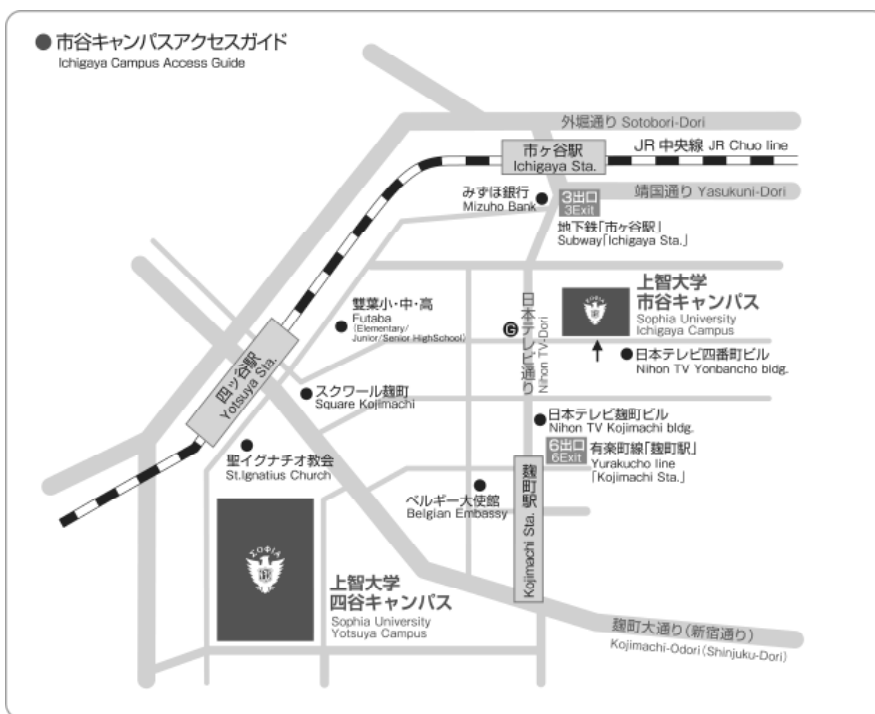 ● 市谷キャンパスアクセスガイド
Ichigaya Campus Access Guide
外堀通り Sotobori-Dori
市ヶ谷駅
Ichigaya Sta.
JR 中央線 JR Chuo line
みずほ銀行
Mizuho Bank
3出口
3Exit
靖国通り Yasukuni-Dori
地下鉄「市ヶ谷駅」
Subway「Ichigaya Sta.」
雙葉小・中・高
Futaba
(Elementary/
Junior/Senior HighSchool)
G
日本テレビ通り
Nihon TV-Dori
上智大学
市谷キャンパス
Sophia University
Ichigaya Campus
日本テレビ四番町ビル
Nihon TV Yonbancho bldg.
四ッ谷駅
Yotsuya Sta.
スクワール麹町
Square Kojimachi
日本テレビ麹町ビル
Nihon TV Kojimachi bldg.
6出口
6Exit
有楽町線「麹町駅」
Yurakucho line
「Kojimachi Sta.」
聖イグナチオ教会
St.Ignatius Church
ベルギー大使館
Belgian Embassy
麹町駅
Kojimachi Sta.
ΣΟΦΙΑ
上智大学
四谷キャンパス
Sophia University
Yotsuya Campus
麹町大通り(新宿通り)
Kojimachi-Odori(Shinjuku-Dori)